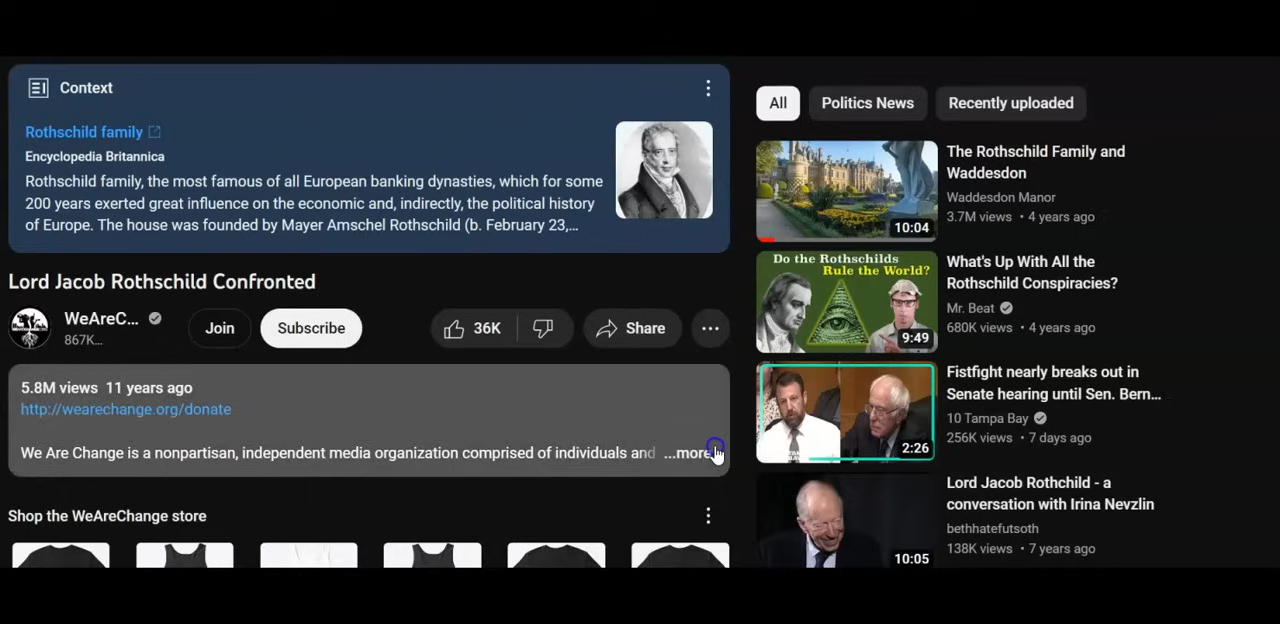 Context
Rothschild family
Encyclopedia Britannica
Rothschild family, the most famous of all European banking dynasties, which for some
200 years exerted great influence on the economic and, indirectly, the political history
of Europe. The house was founded by Mayer Amschel Rothschild (b. February 23,...
Lord Jacob Rothschild Confronted
WeAreC...
867K...
Join
Subscribe
36K
Share
5.8M views 11 years ago
http://wearechange.org/donate
We Are Change is a nonpartisan, independent media organization comprised of individuals and ...more
Shop the WeAreChange store
All
Politics News
Recently uploaded
10:04
The Rothschild Family and
Waddesdon
Waddesdon Manor
3.7M views • 4 years ago
Do the Rothschilds
Rule the World?
9:49
What's Up With All the
Rothschild Conspiracies?
Mr. Beat
680K views • 4 years ago
2:26
Fistfight nearly breaks out in
Senate hearing until Sen. Bern...
10 Tampa Bay
256K views • 7 days ago
10:05
Lord Jacob Rothchild - a
conversation with Irina Nevzlin
bethhatefutsoth
138K views • 7 years ago